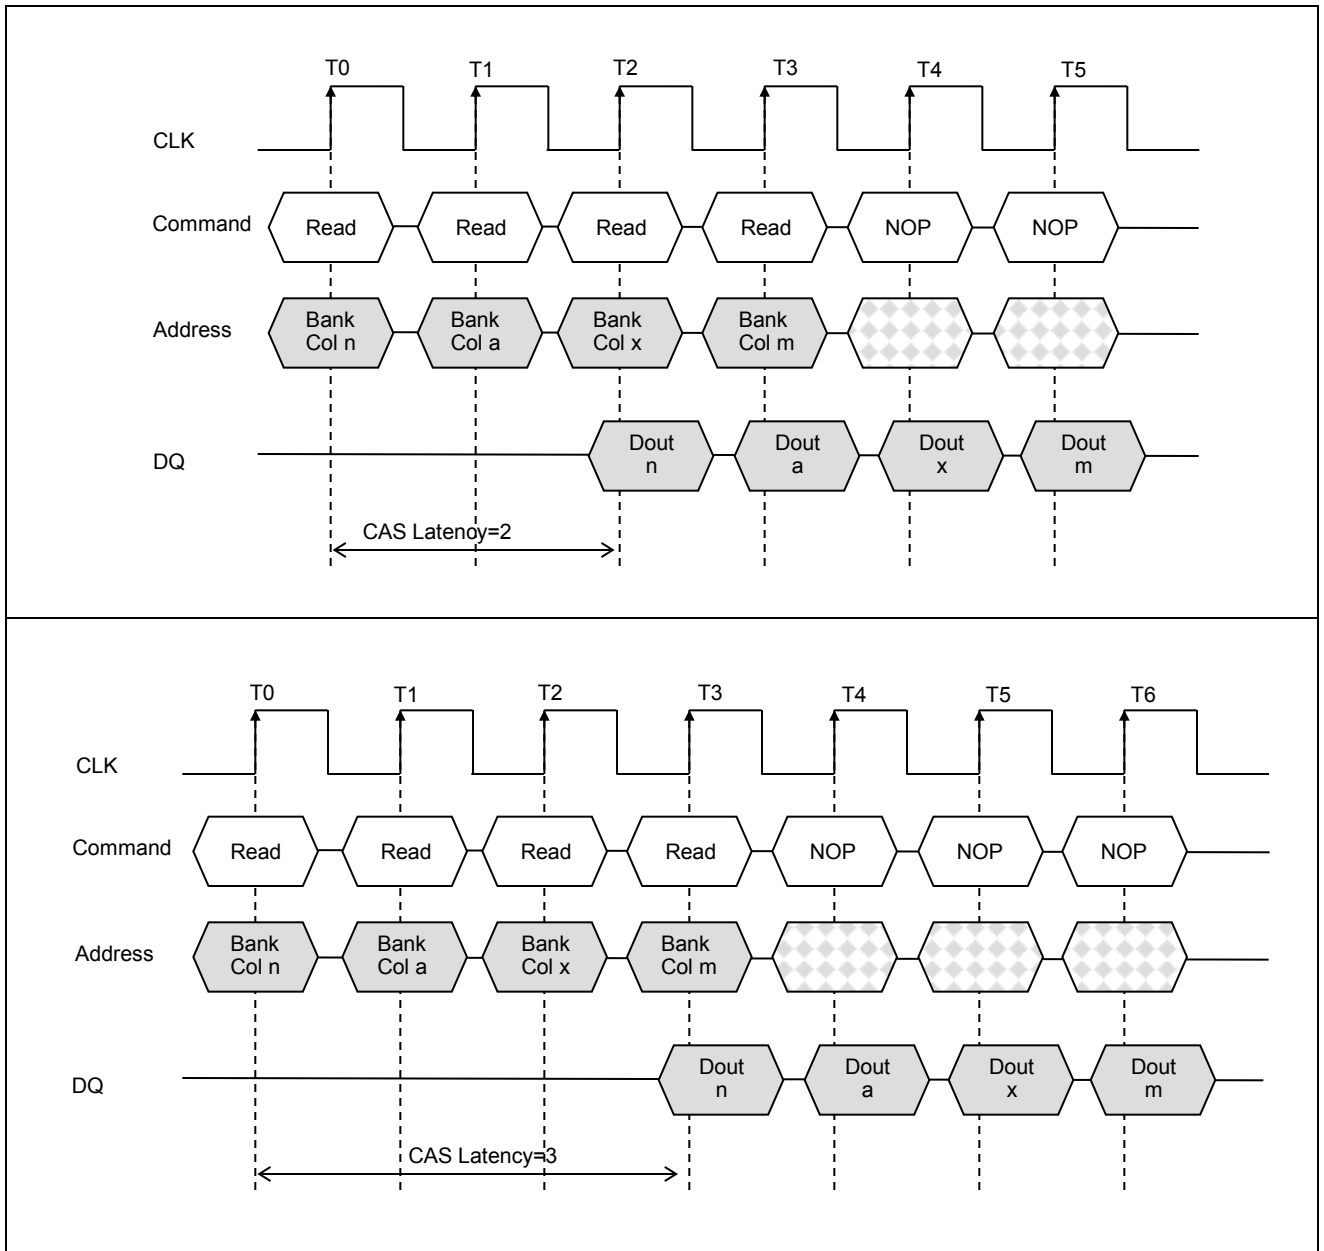 T0 T1 T2 T3 T4 T5
CLK
Command Read Read Read Read NOP NOP
Address Bank Bank Bank Bank
Col n Col a Col x Col m
DQ Dout Dout Dout Dout
n a x m
CAS Latency=2
T0 T1 T2 T3 T4 T5 T6
CLK
Command Read Read Read Read NOP NOP NOP
Address Bank Bank Bank Bank
Col n Col a Col x Col m
DQ Dout Dout Dout Dout
n a x m
CAS Latency=3